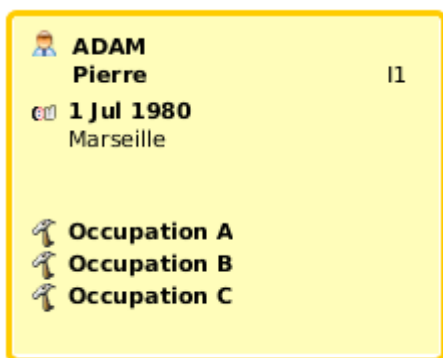 ADAM
Pierre I1
1 Jul 1980
Marseille
Occupation A
Occupation B
Occupation C